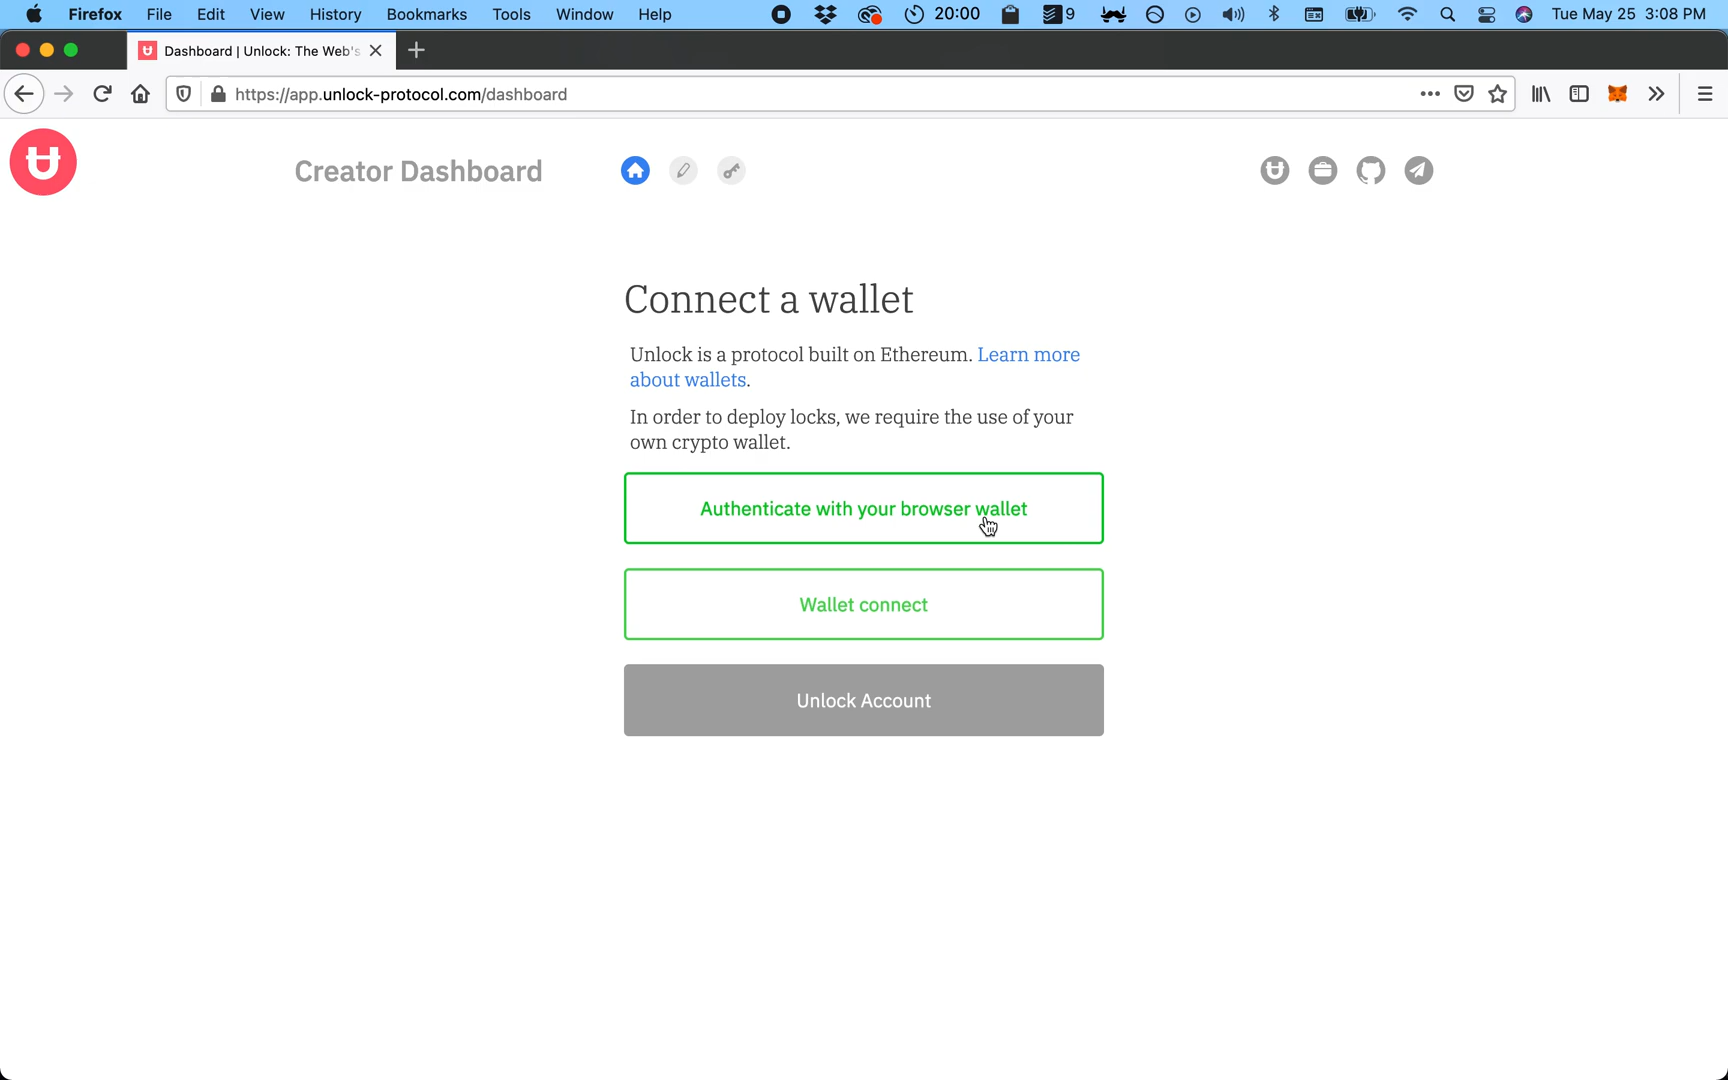 Firefox File Edit View History Bookmarks Tools Window Help 20:00 9 Tue May 25 3:08 PM
Dashboard | Unlock: The Web's
https://app.unlock-protocol.com/dashboard
Creator Dashboard
Connect a wallet
Unlock is a protocol built on Ethereum. Learn more
about wallets.
In order to deploy locks, we require the use of your
own crypto wallet.
Authenticate with your browser wallet
Wallet connect
Unlock Account